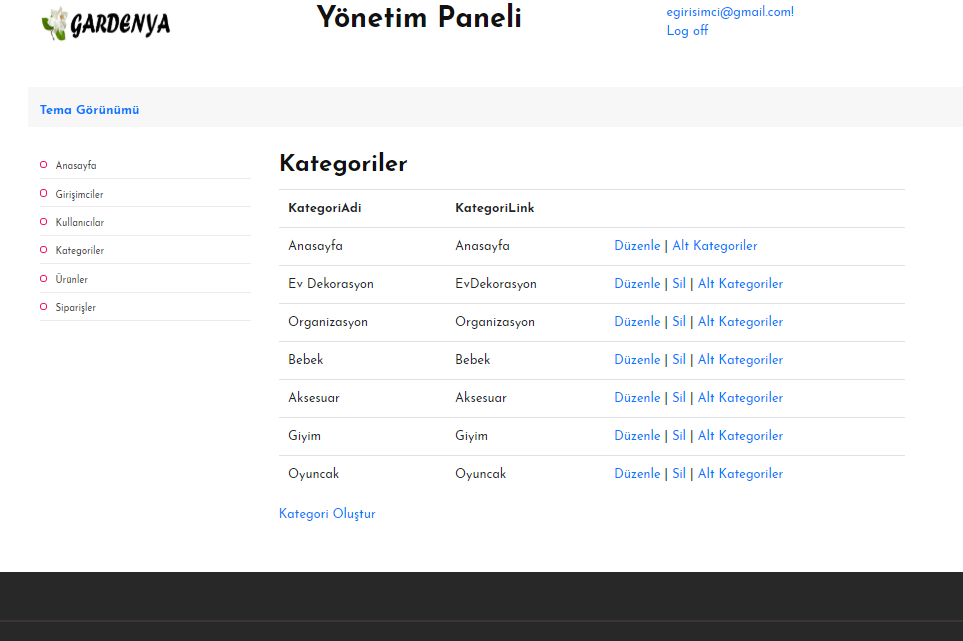 GARDENYA
Yönetim Paneli
egirisimci@gmail.com!
Log off
Tema Görünümü
Anasayfa
Girişimciler
Kullanıcılar
Kategoriler
Ürünler
Siparişler
Kategoriler
KategoriAdi KategoriLink
Anasayfa Anasayfa Düzenle | Alt Kategoriler
Ev Dekorasyon EvDekorasyon Düzenle | Sil | Alt Kategoriler
Organizasyon Organizasyon Düzenle | Sil | Alt Kategoriler
Bebek Bebek Düzenle | Sil | Alt Kategoriler
Aksesuar Aksesuar Düzenle | Sil | Alt Kategoriler
Giyim Giyim Düzenle | Sil | Alt Kategoriler
Oyuncak Oyuncak Düzenle | Sil | Alt Kategoriler
Kategori Oluştur